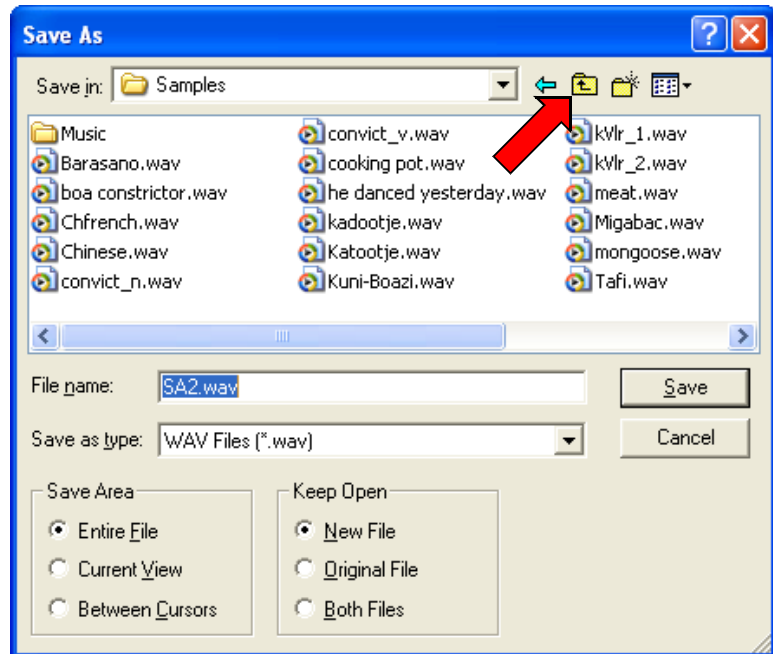 Save As
Save in: Samples
Music
Barasano.wav
boa constrictor.wav
Chfrench.wav
Chinese.wav
convict_n.wav
convict_v.wav
cooking pot.wav
he danced yesterday.wav
kadootje.wav
Katootje.wav
Kuni-Boazi.wav
kVlr_1.wav
kVlr_2.wav
meat.wav
Migabac.wav
mongoose.wav
Tafi.wav
File name: SA2.wav
Save
Save as type: WAV Files (*.wav)
Cancel
Save Area
Entire File
Current View
Between Cursors
Keep Open
New File
Original File
Both Files